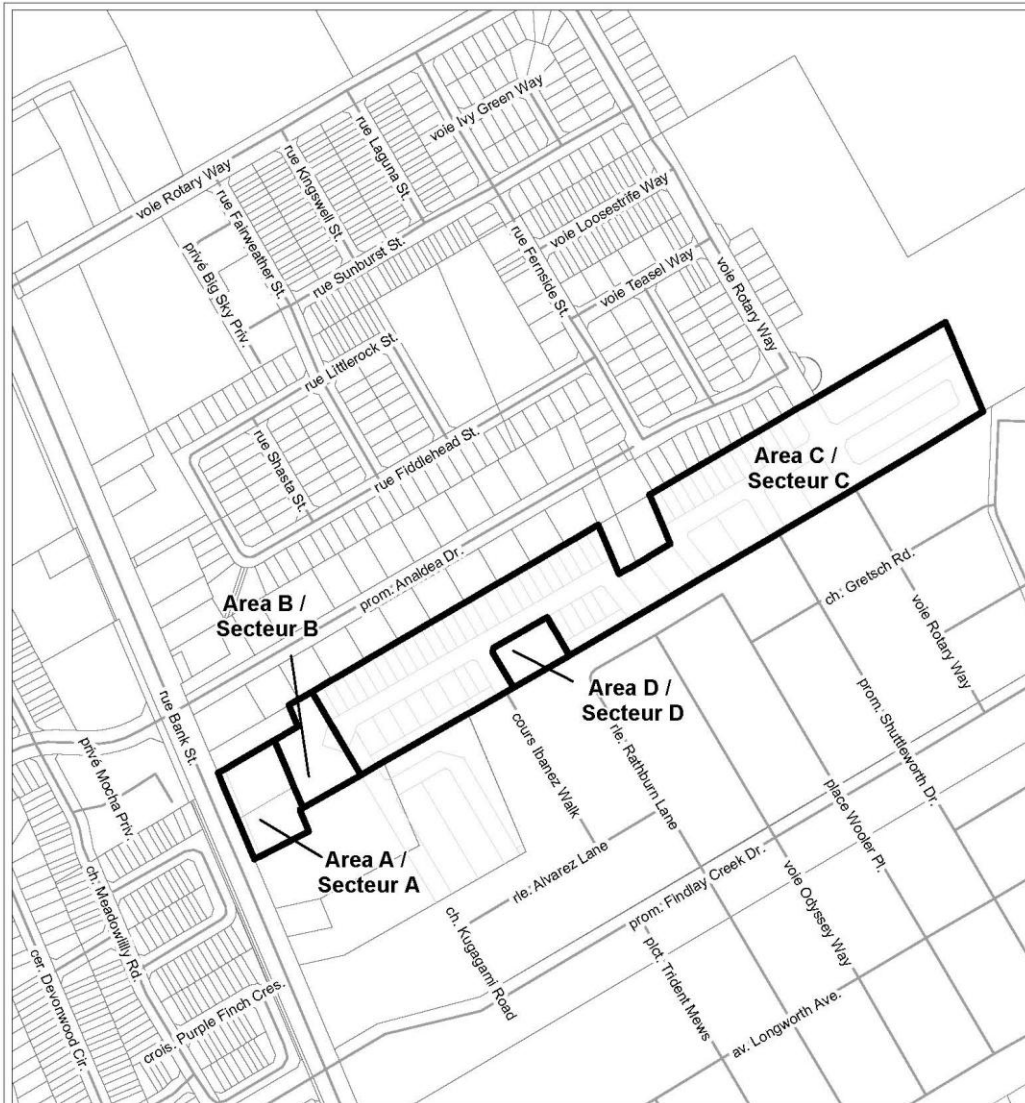 voie Ivy Green Way
rue Laguna St.
rue Kingswell St.
voie Rotary Way
rue Fairweather St.
privé Big Sky Priv.
rue Sunburst St.
voie Loosestrife Way
rue Fernside St.
voie Teasel Way
voie Rotary Way
rue Littlerock St.
rue Shasta St.
rue Fiddlehead St.
Area C /
Secteur C
prom. Analdea Dr.
ch. Gretsch Rd.
Area B /
Secteur B
voie Rotary Way
Area D /
Secteur D
rue Bank St.
privé Mocha Priv.
cours Ibanez Walk
rle. Rathburn Lane
prom. Shuttleworth Dr.
place Wooler Pl.
Area A /
Secteur A
rle. Alvarez Lane
prom. Findlay Creek Dr.
ch. Meadowlilly Rd.
ch. Kugagami Road
voie Odyssey Way
plct. Trident Mews
cer. Devonwood Cir.
crois. Purple Finch Cres.
av. Longworth Ave.